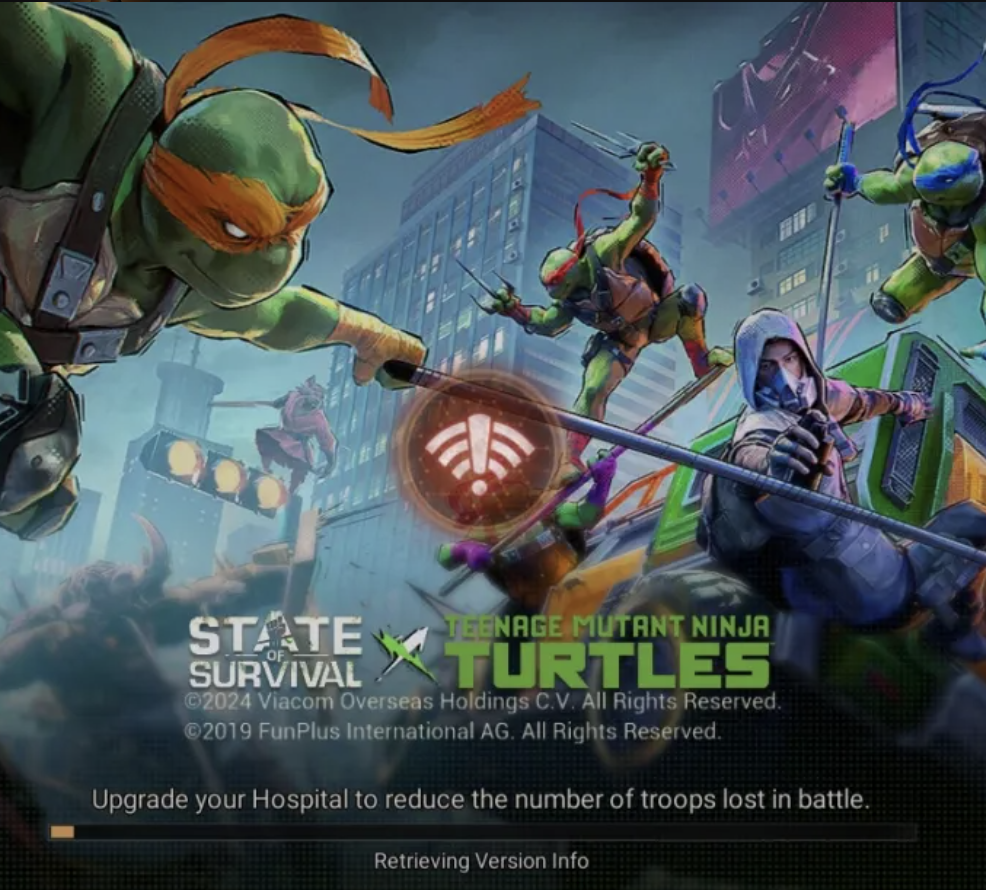 STATE
OF
SURVIVAL
TEENAGE MUTANT NINJA
TURTLES
©2024 Viacom Overseas Holdings C.V. All Rights Reserved.
©2019 FunPlus International AG. All Rights Reserved.
Upgrade your Hospital to reduce the number of troops lost in battle.
Retrieving Version Info